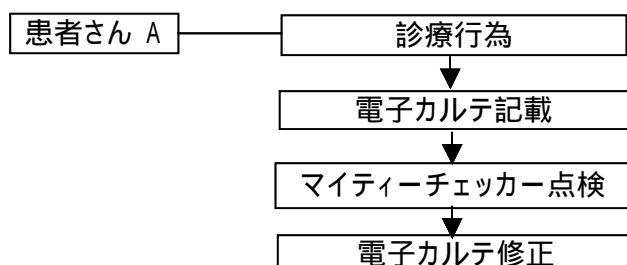 患者さん A
診療行為
電子カルテ記載
マイティーチェッカー点検
電子カルテ修正